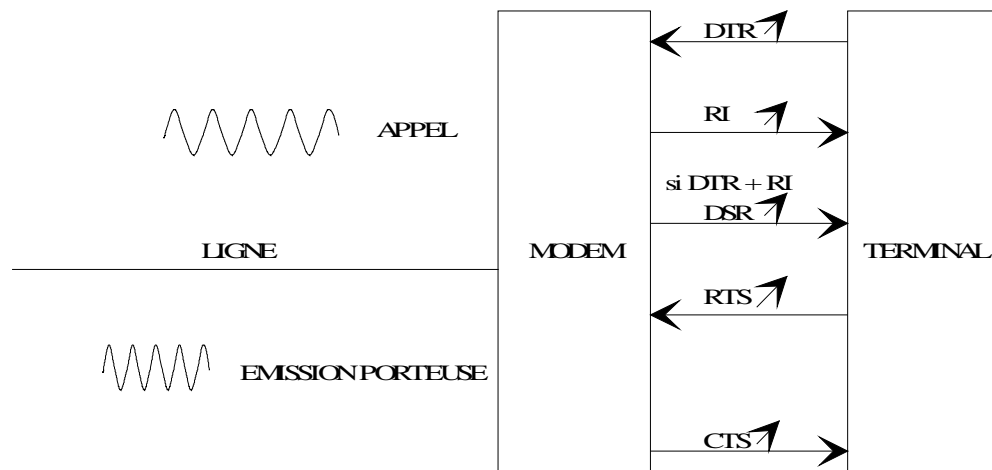 DTR
RI
APPEL
si DTR + RI
DSR
LIGNE
MODEM
TERMINAL
RTS
EMISSION PORTEUSE
CTS